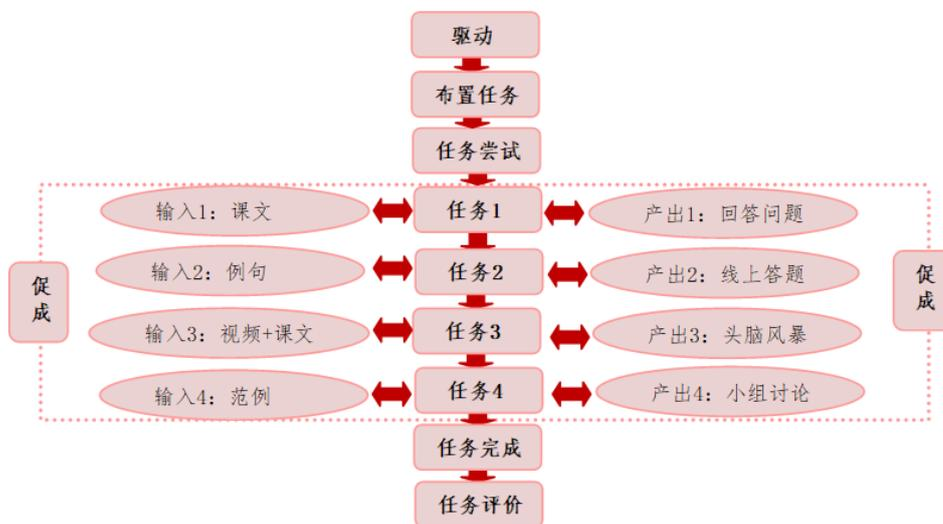 驱动
布置任务
任务尝试
输入1：课文
任务1
产出1：回答问题
输入2：例句
任务2
产出2：线上答题
促
成
促
成
输入3：视频+课文
任务3
产出3：头脑风暴
输入4：范例
任务4
产出4：小组讨论
任务完成
任务评价